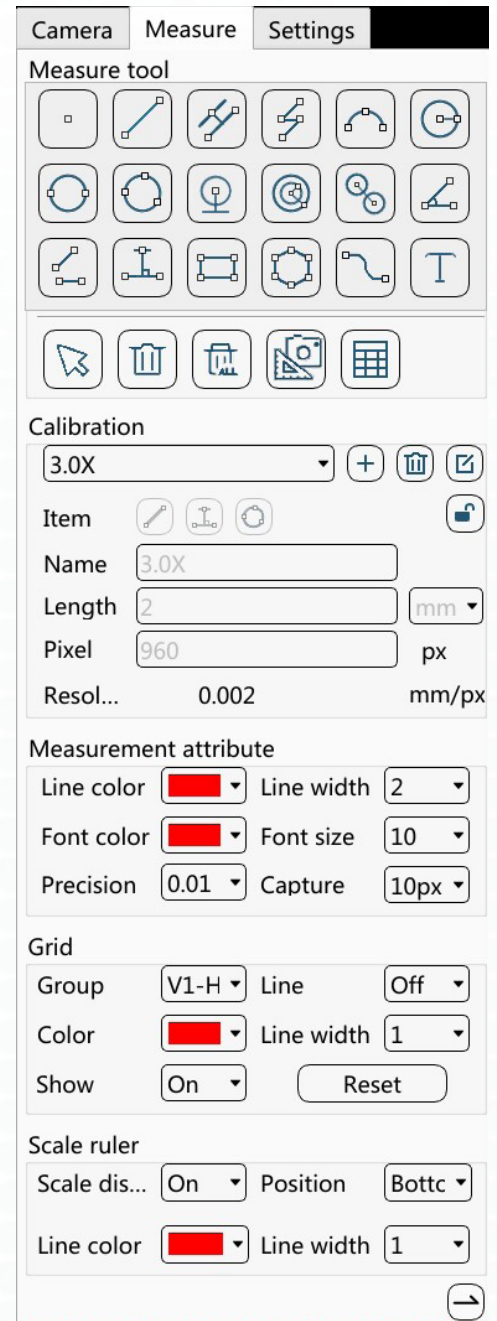 Camera Measure Settings
Measure tool
T
ALL
Calibration
3.0X
Item
Name 3.0X
Length 2 mm
Pixel 960 px
Resol... 0.002 mm/px
Measurement attribute
Line color Line width 2
Font color Font size 10
Precision 0.01 Capture 10px
Grid
Group V1-H Line Off
Color Line width 1
Show On Reset
Scale ruler
Scale dis... On Position Bottc
Line color Line width 1